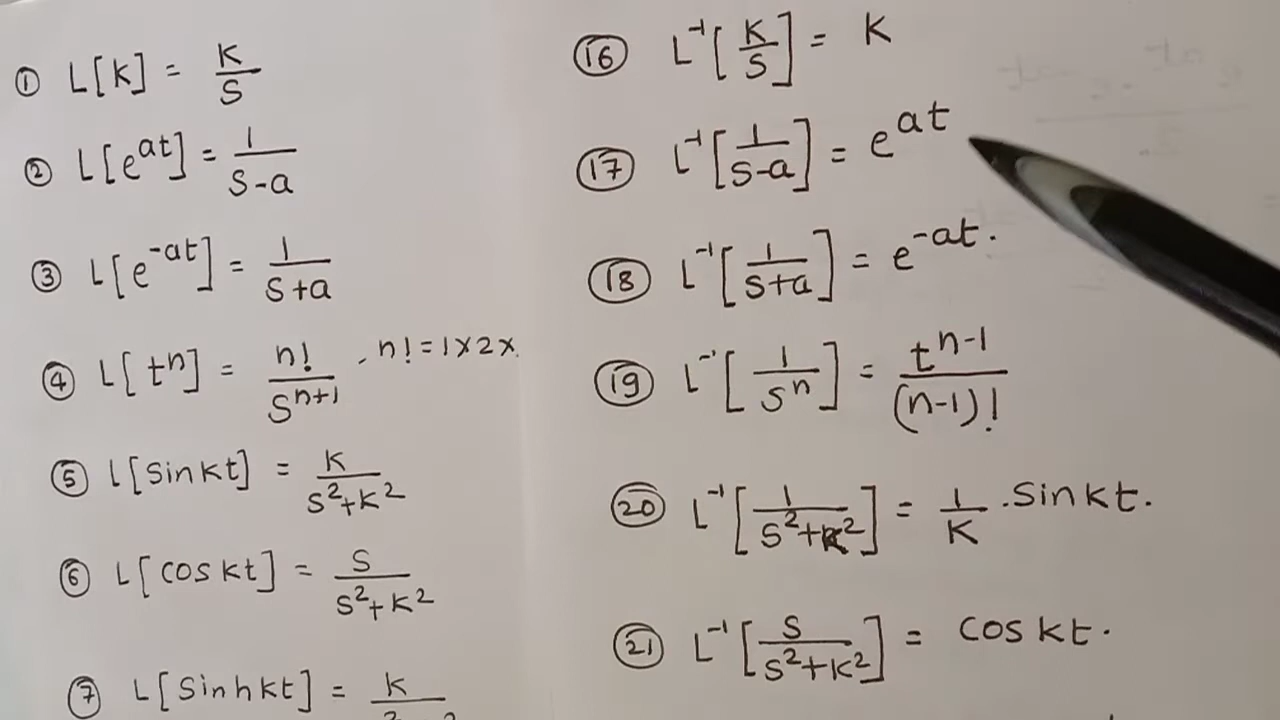 ① L[K] = K/S
② L[e^at] = 1/(S-a)
③ L[e^-at] = 1/(S+a)
④ L[t^n] = n!/S^(n+1) , n! = 1×2×
⑤ L[Sinkt] = K/(S²+K²)
⑥ L[coskt] = S/(S²+K²)
⑦ L[Sinhkt] = K
⑯ L⁻¹[K/S] = K
⑰ L⁻¹[1/(S-a)] = e^at
⑱ L⁻¹[1/(S+a)] = e^-at.
⑲ L⁻¹[1/S^n] = t^(n-1)/(n-1)!
⑳ L⁻¹[1/(S²+K²)] = 1/K .Sinkt.
㉑ L⁻¹[S/(S²+K²)] = coskt.